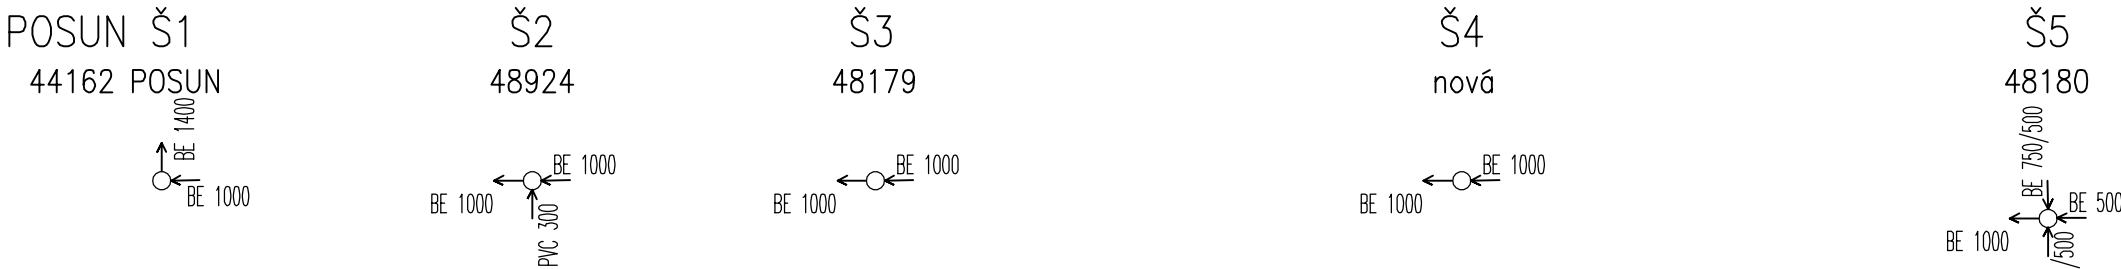 POSUN Š1
44162 POSUN
BE 1400
BE 1000
Š2
48924
BE 1000
BE 1000
PVC 300
Š3
48179
BE 1000
BE 1000
Š4
nová
BE 1000
BE 1000
Š5
48180
BE 750/500
BE 500
BE 1000
/500